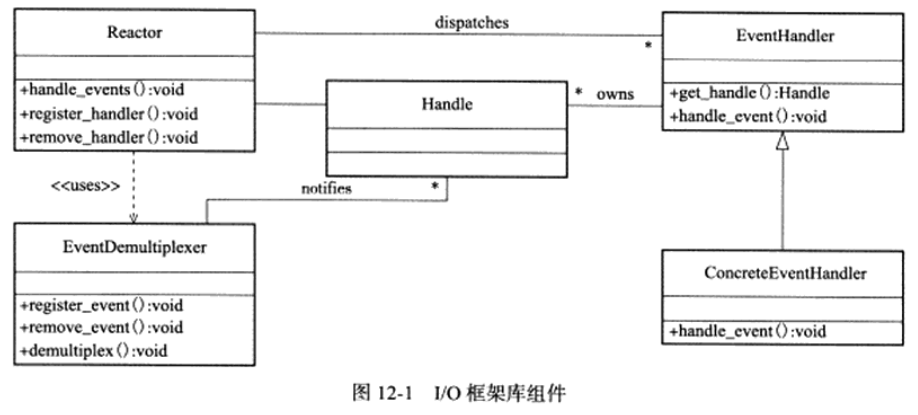 Reactor
+handle_events():void
+register_handler():void
+remove_handler():void
dispatches
*
EventHandler
+get_handle():Handle
+handle_event():void
Handle
* owns
<<uses>>
notifies
*
EventDemultiplexer
+register_event():void
+remove_event():void
+demultiplex():void
ConcreteEventHandler
+handle_event():void
图 12-1 I/O 框架库组件